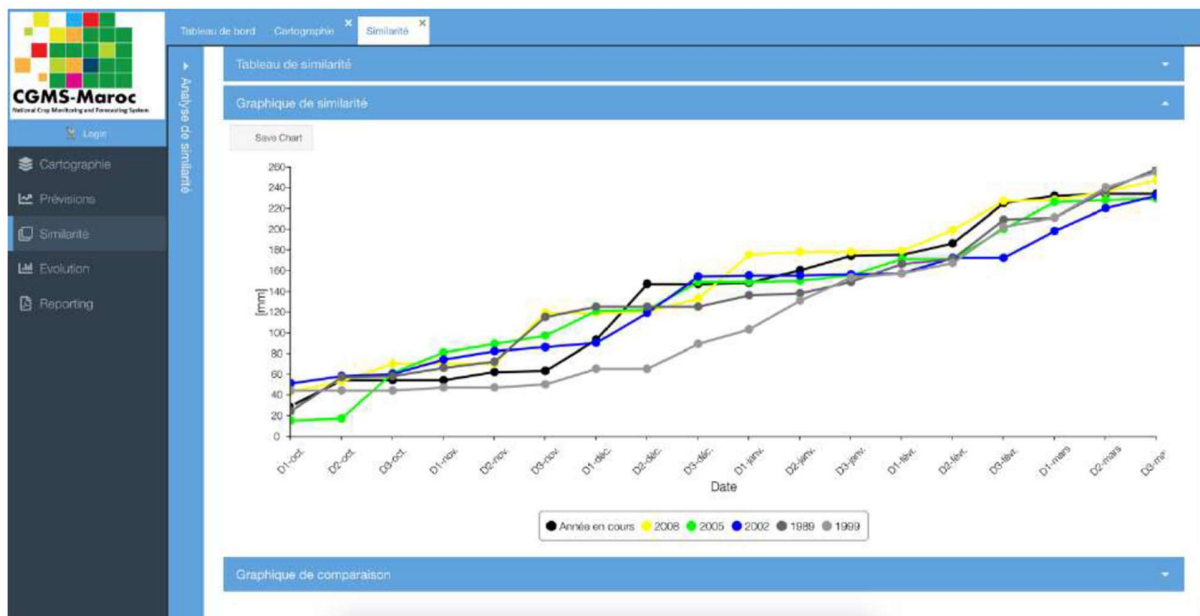 CGMS-Maroc
National Crop Monitoring and Forecasting System
Login
Cartographie
Prévisions
Similarité
Evolution
Reporting
Tableau de bord
Cartographie
Similarité
Analyse de similarité
Tableau de similarité
Graphique de similarité
Save Chart
260
240
220
200
180
160
140
120
100
80
60
40
20
0
[mm]
D1-oct.
D2-oct.
D3-oct.
D1-nov.
D2-nov.
D3-nov.
D1-déc.
D2-déc.
D3-déc.
D1-janv.
D2-janv.
D3-janv.
D1-févr.
D2-févr.
D3-févr.
D1-mars
D2-mars
D3-mar
Date
Année en cours 2008 2005 2002 1989 1999
Graphique de comparaison